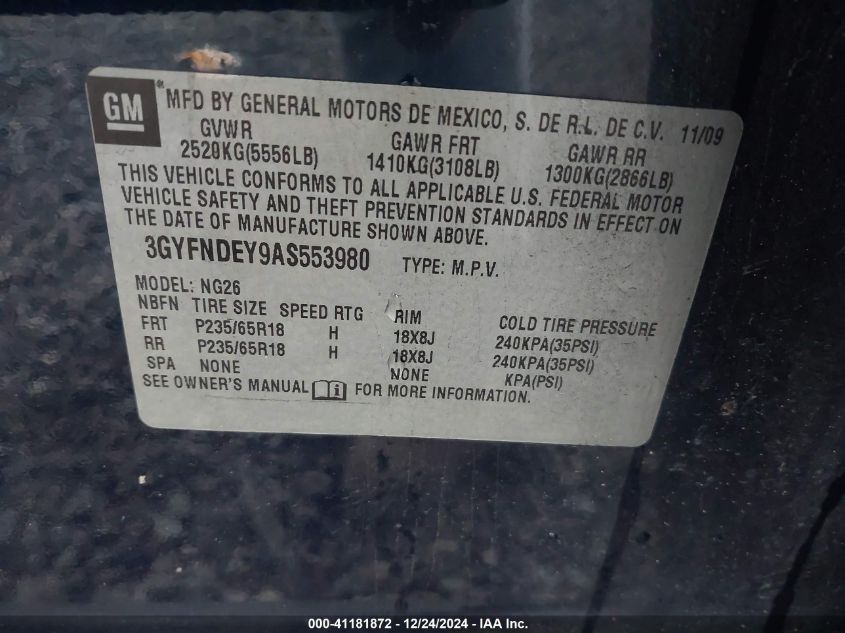 GM
MFD BY GENERAL MOTORS DE MEXICO, S. DE R.L. DE C.V. 11/09
GVWR GAWR FRT GAWR RR
2520KG(5556LB) 1410KG(3108LB) 1300KG(2866LB)
THIS VEHICLE CONFORMS TO ALL APPLICABLE U.S. FEDERAL MOTOR
VEHICLE SAFETY AND THEFT PREVENTION STANDARDS IN EFFECT ON
THE DATE OF MANUFACTURE SHOWN ABOVE.
3GYFNDEY9AS553980 TYPE: M.P.V.
MODEL: NG26
NBFN TIRE SIZE SPEED RTG RIM COLD TIRE PRESSURE
FRT P235/65R18 H 18X8J 240KPA(35PSI)
RR P235/65R18 H 18X8J 240KPA(35PSI)
SPA NONE NONE KPA(PSI)
SEE OWNER'S MANUAL FOR MORE INFORMATION.
000-41181872 - 12/24/2024 - IAA Inc.